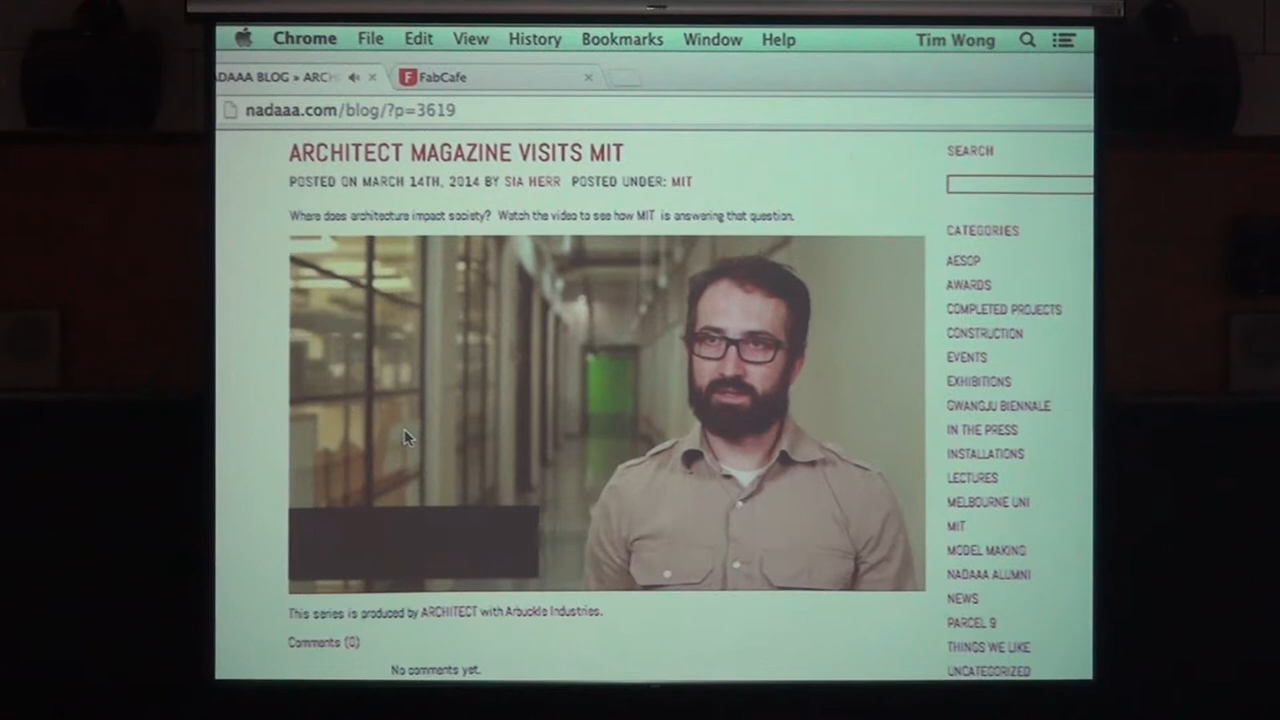 Chrome File Edit View History Bookmarks Window Help Tim Wong
DAAA BLOG » ARCH
FabCafe
nadaaa.com/blog/?p=3619
ARCHITECT MAGAZINE VISITS MIT
POSTED ON MARCH 14TH, 2014 BY SIA HERR POSTED UNDER: MIT
Where does architecture impact society? Watch the video to see how MIT is answering that question.
This series is produced by ARCHITECT with Arbuckle Industries.
Comments (0)
No comments yet.
SEARCH
CATEGORIES
AESOP
AWARDS
COMPLETED PROJECTS
CONSTRUCTION
EVENTS
EXHIBITIONS
GWANGJU BIENNALE
IN THE PRESS
INSTALLATIONS
LECTURES
MELBOURNE UNI
MIT
MODEL MAKING
NADAAA ALUMNI
NEWS
PARCEL 9
THINGS WE LIKE
UNCATEGORIZED